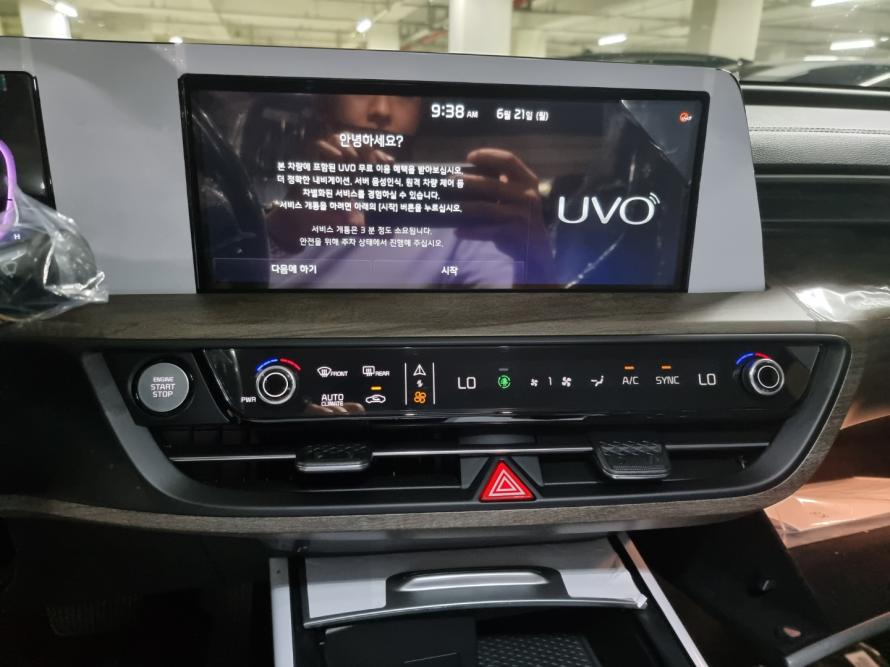 9:38 AM 6월 21일 (월)
안녕하세요?
본 차량에 포함된 UVO 무료 이용 혜택을 받아보십시오.
더 정확한 내비게이션, 서버 음성인식, 원격 차량 제어 등
차별화된 서비스를 경험하실 수 있습니다.
서비스 개통을 하려면 아래의 [시작] 버튼을 누르십시오.
서비스 개통은 3 분 정도 소요됩니다.
안전을 위해 주차 상태에서 진행해 주십시오.
다음에 하기 시작
UVO
H
ENGINE
START
STOP
PWR
FRONT
REAR
AUTO
CLIMATE
LO
1
A/C
SYNC
LO